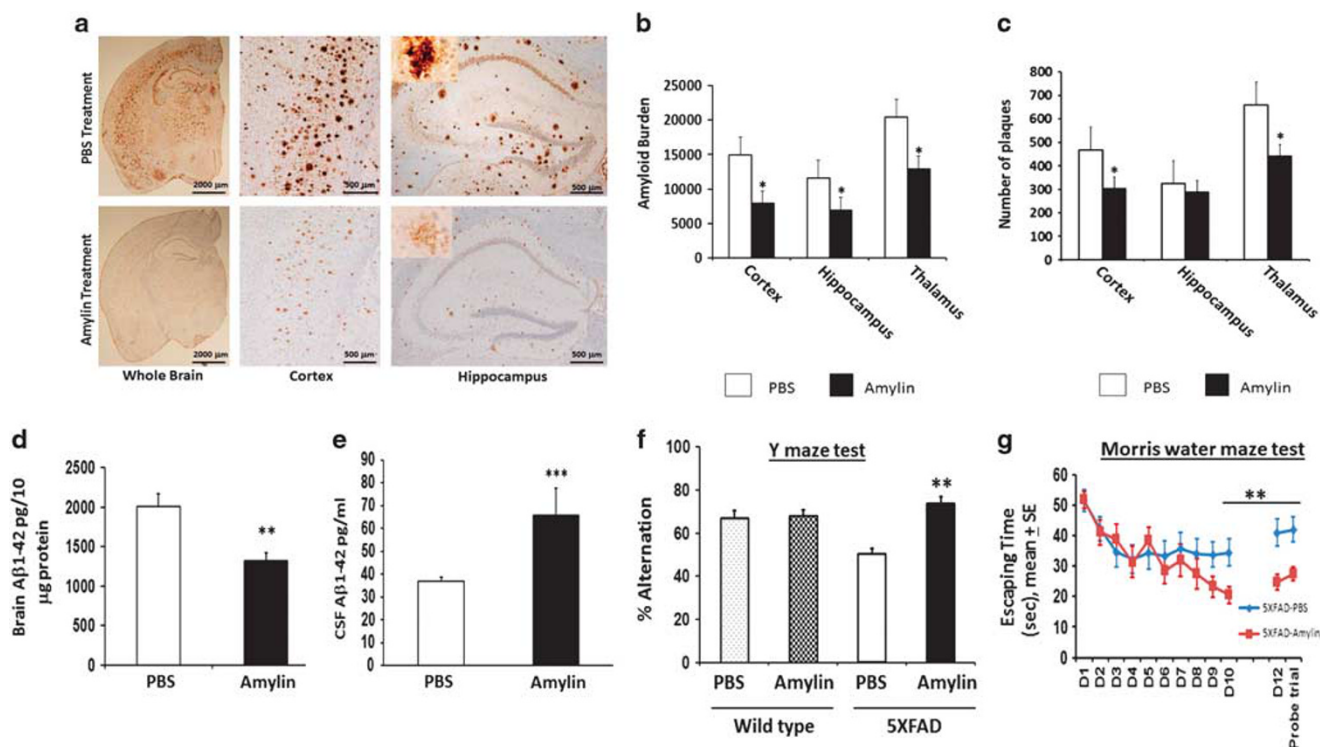 a
PBS Treatment
Amylin Treatment
2000 µm
500 µm
500 µm
2000 µm
500 µm
500 µm
Whole Brain
Cortex
Hippocampus
b
Amyloid Burden
25000
20000
15000
10000
5000
0
*
*
*
Cortex
Hippocampus
Thalamus
PBS
Amylin
c
Number of plaques
800
700
600
500
400
300
200
100
0
*
*
Cortex
Hippocampus
Thalamus
PBS
Amylin
d
Brain Aβ1-42 pg/10
µg protein
2500
2000
1500
1000
500
0
**
PBS
Amylin
e
CSF Aβ1-42 pg/ml
90
80
70
60
50
40
30
20
10
0
***
PBS
Amylin
f
Y maze test
% Alternation
100
80
60
40
20
0
**
PBS
Amylin
PBS
Amylin
Wild type
5XFAD
g
Morris water maze test
Escaping Time
(sec), mean ± SE
60
50
40
30
20
10
0
**
5XFAD-PBS
5XFAD-Amylin
D1
D2
D3
D4
D5
D6
D7
D8
D9
D10
D12
Probe trial